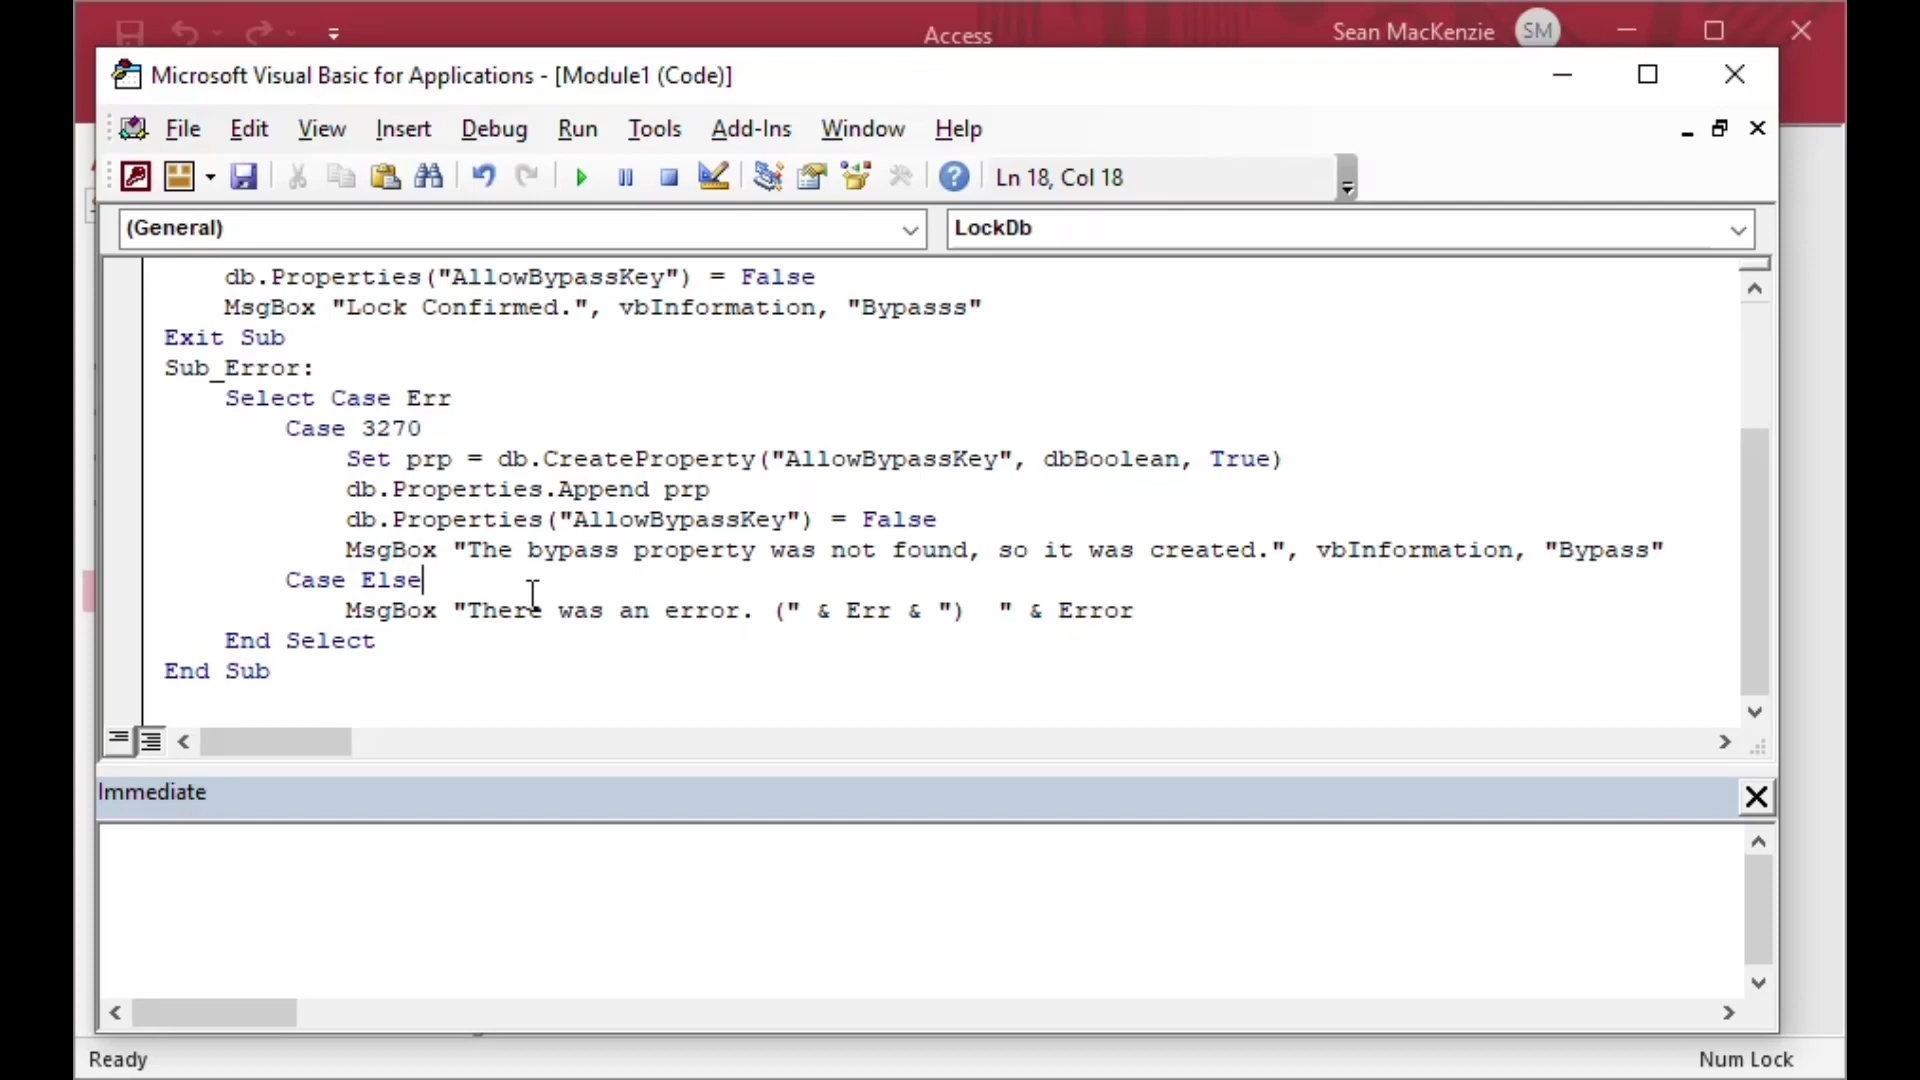 Access
Sean MacKenzie
SM
Microsoft Visual Basic for Applications - [Module1 (Code)]
File Edit View Insert Debug Run Tools Add-Ins Window Help
Ln 18, Col 18
(General)
LockDb
db.Properties("AllowBypassKey") = False
MsgBox "Lock Confirmed.", vbInformation, "Bypasss"
Exit Sub
Sub_Error:
Select Case Err
Case 3270
Set prp = db.CreateProperty("AllowBypassKey", dbBoolean, True)
db.Properties.Append prp
db.Properties("AllowBypassKey") = False
MsgBox "The bypass property was not found, so it was created.", vbInformation, "Bypass"
Case Else
MsgBox "There was an error. (" & Err & ")  " & Error
End Select
End Sub
Immediate
Ready
Num Lock